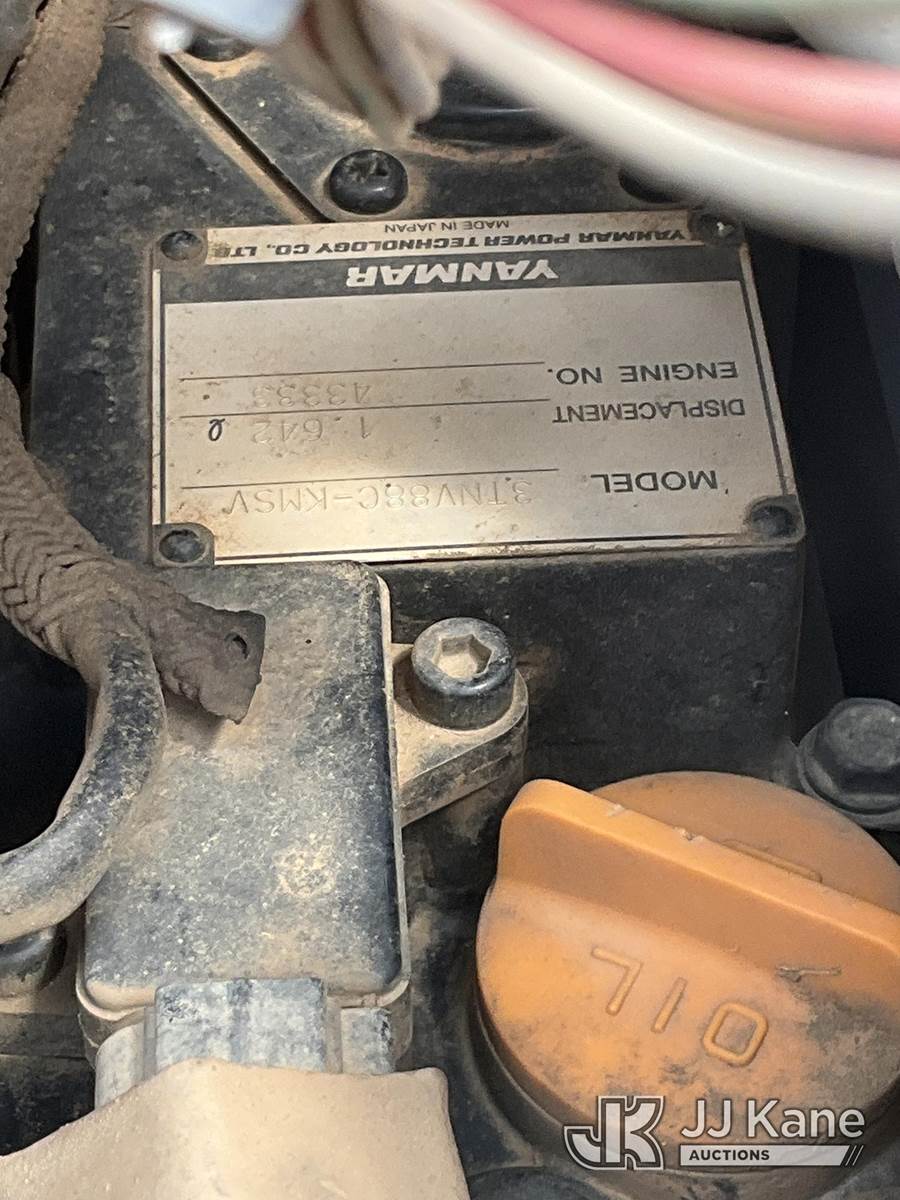 MODEL 3TNV88C-KMSV
DISPLACEMENT 1.642 ℓ
ENGINE NO. 43333
YANMAR
YANMAR POWER TECHNOLOGY CO., LTD.
MADE IN JAPAN
OIL
JK JJ Kane
AUCTIONS